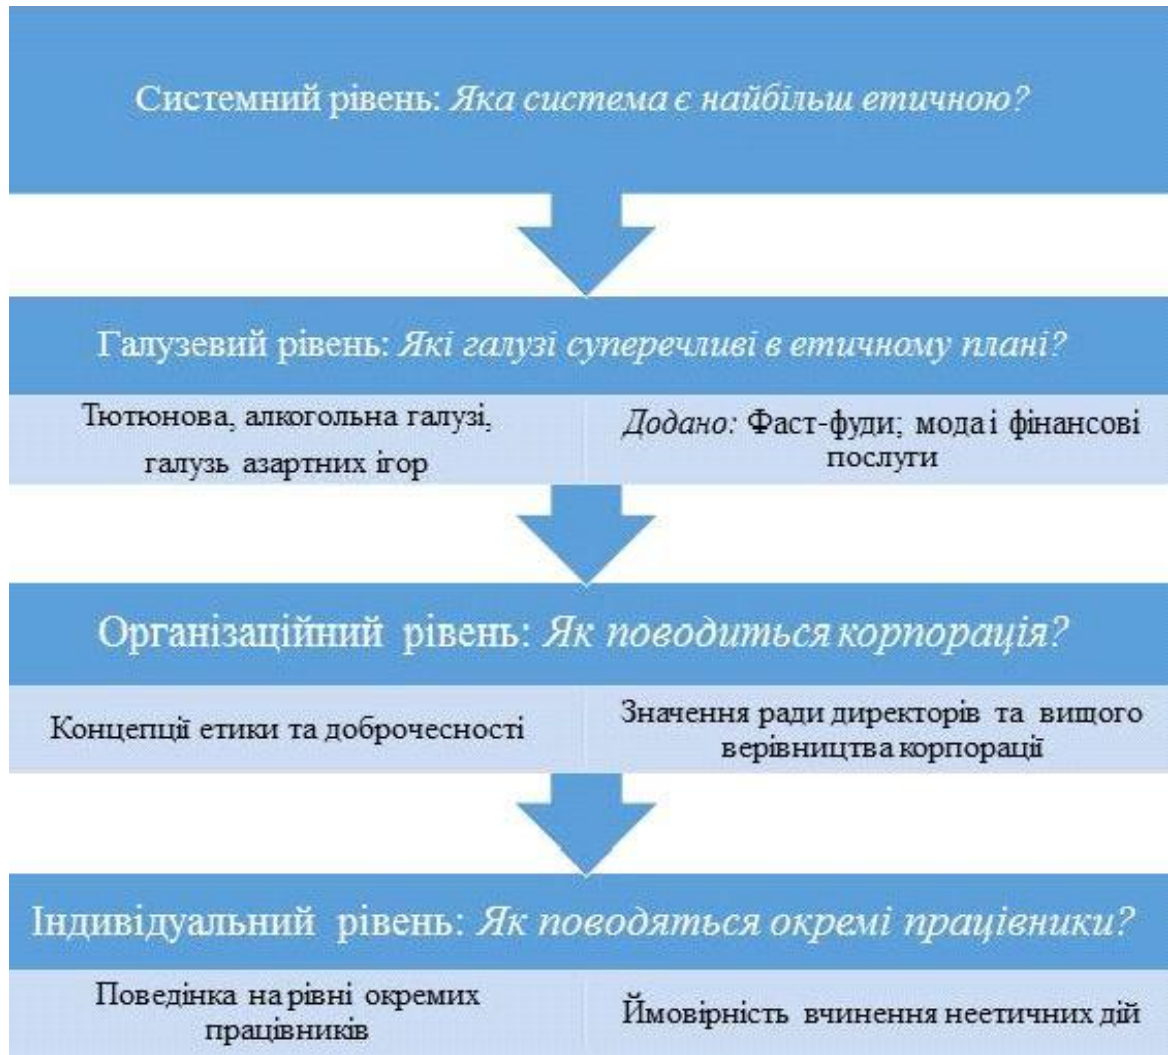 Системний рівень: Яка система є найбільш етичною?
Галузевий рівень: Які галузі суперечливі в етичному плані?
Тютюнова, алкогольна галузі,
галузь азартних ігор
Додано: Фаст-фуди; мода і фінансові
послуги
Організаційний рівень: Як поводиться корпорація?
Концепції етики та доброчесності
Значення ради директорів та вищого
верівництва корпорації
Індивідуальний рівень: Як поводяться окремі працівники?
Поведінка на рівні окремих
працівників
Ймовірність вчинення неетичних дій